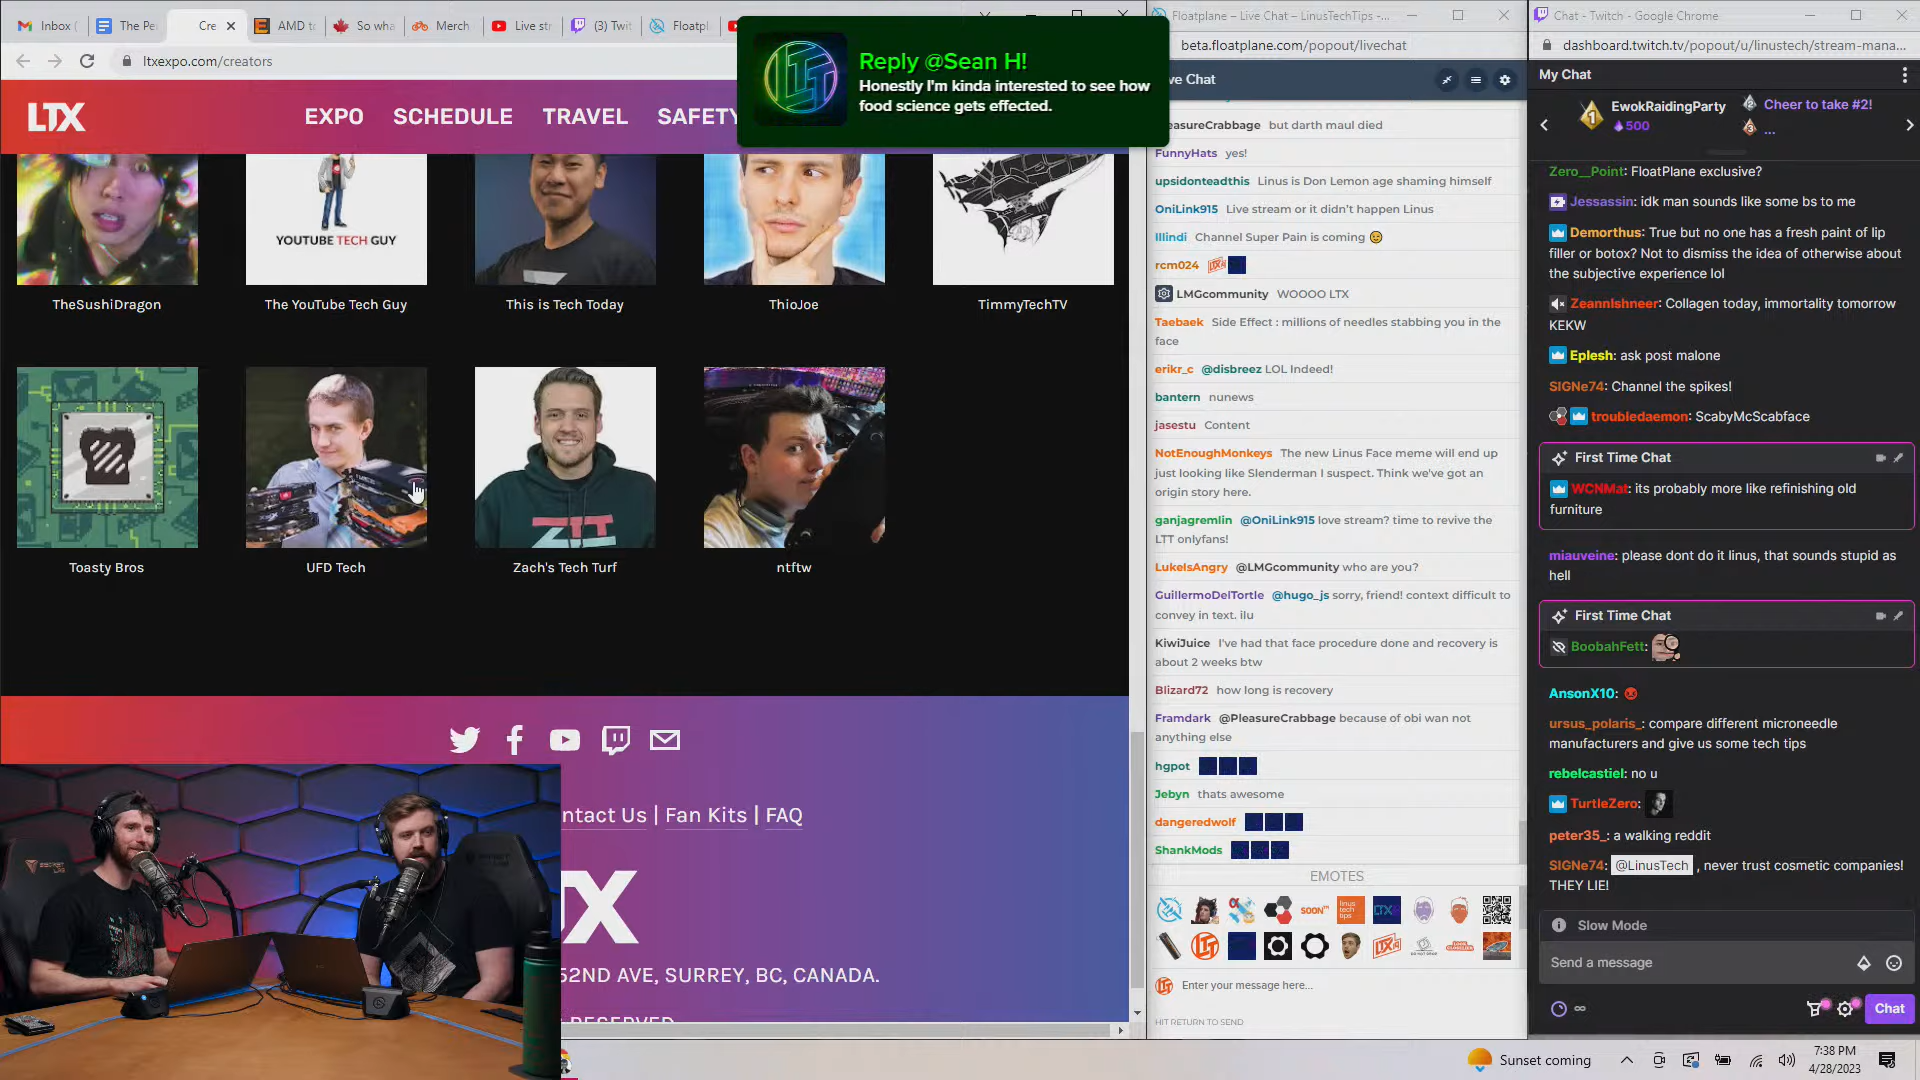 Inbox (
The Pe
Cre
AMD to
So wha
Merch
Live str
(3) Twit
Floatpl
ltxexpo.com/creators
Reply @Sean H!
Honestly I'm kinda interested to see how
food science gets effected.
LTX
EXPO
SCHEDULE
TRAVEL
SAFETY
YOUTUBE TECH GUY
TheSushiDragon
The YouTube Tech Guy
This is Tech Today
ThioJoe
TimmyTechTV
Toasty Bros
UFD Tech
Zach's Tech Turf
ntftw
ntact Us | Fan Kits | FAQ
52ND AVE, SURREY, BC, CANADA.
Floatplane – Live Chat – LinusTechTips -...
beta.floatplane.com/popout/livechat
ve Chat
easureCrabbage but darth maul died
FunnyHats yes!
upsidonteadthis Linus is Don Lemon age shaming himself
OniLink915 Live stream or it didn't happen Linus
Illindi Channel Super Pain is coming 😉
rcm024
LMGcommunity WOOOO LTX
Taebaek Side Effect : millions of needles stabbing you in the
face
erikr_c @disbreez LOL Indeed!
bantern nunews
jasestu Content
NotEnoughMonkeys The new Linus Face meme will end up
just looking like Slenderman I suspect. Think we've got an
origin story here.
ganjagremlin @OniLink915 love stream? time to revive the
LTT onlyfans!
LukeIsAngry @LMGcommunity who are you?
GuillermoDelTortle @hugo_js sorry, friend! context difficult to
convey in text. ilu
KiwiJuice I've had that face procedure done and recovery is
about 2 weeks btw
Blizard72 how long is recovery
Framdark @PleasureCrabbage because of obi wan not
anything else
hgpot
Jebyn thats awesome
dangeredwolf
ShankMods
EMOTES
SOON
linus tech tips
Enter your message here...
HIT RETURN TO SEND
Chat - Twitch - Google Chrome
dashboard.twitch.tv/popout/u/linustech/stream-mana...
My Chat
EwokRaidingParty
500
Cheer to take #2!
...
Zero__Point: FloatPlane exclusive?
Jessassin: idk man sounds like some bs to me
Demorthus: True but no one has a fresh paint of lip
filler or botox? Not to dismiss the idea of otherwise about
the subjective experience lol
ZeannIshneer: Collagen today, immortality tomorrow
KEKW
Eplesh: ask post malone
SIGNe74: Channel the spikes!
troubledaemon: ScabyMcScabface
First Time Chat
WCNMat: its probably more like refinishing old
furniture
miauveine: please dont do it linus, that sounds stupid as
hell
First Time Chat
BoobahFett:
AnsonX10:
ursus_polaris_: compare different microneedle
manufacturers and give us some tech tips
rebelcastiel: no u
TurtleZero:
peter35_: a walking reddit
SIGNe74: @LinusTech , never trust cosmetic companies!
THEY LIE!
Slow Mode
Send a message
Chat
Sunset coming
7:38 PM
4/28/2023